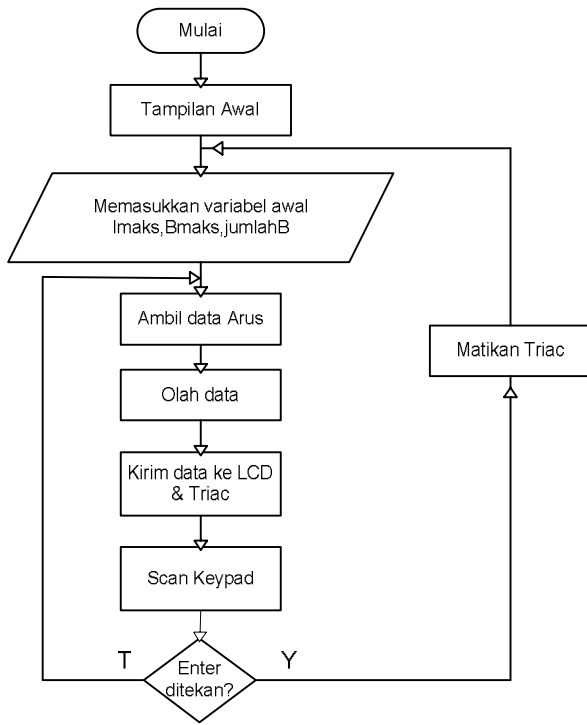 Mulai
Tampilan Awal
Memasukkan variabel awal
Imaks,Bmaks,jumlahB
Ambil data Arus
Matikan Triac
Olah data
Kirim data ke LCD
& Triac
Scan Keypad
T
Enter
ditekan?
Y